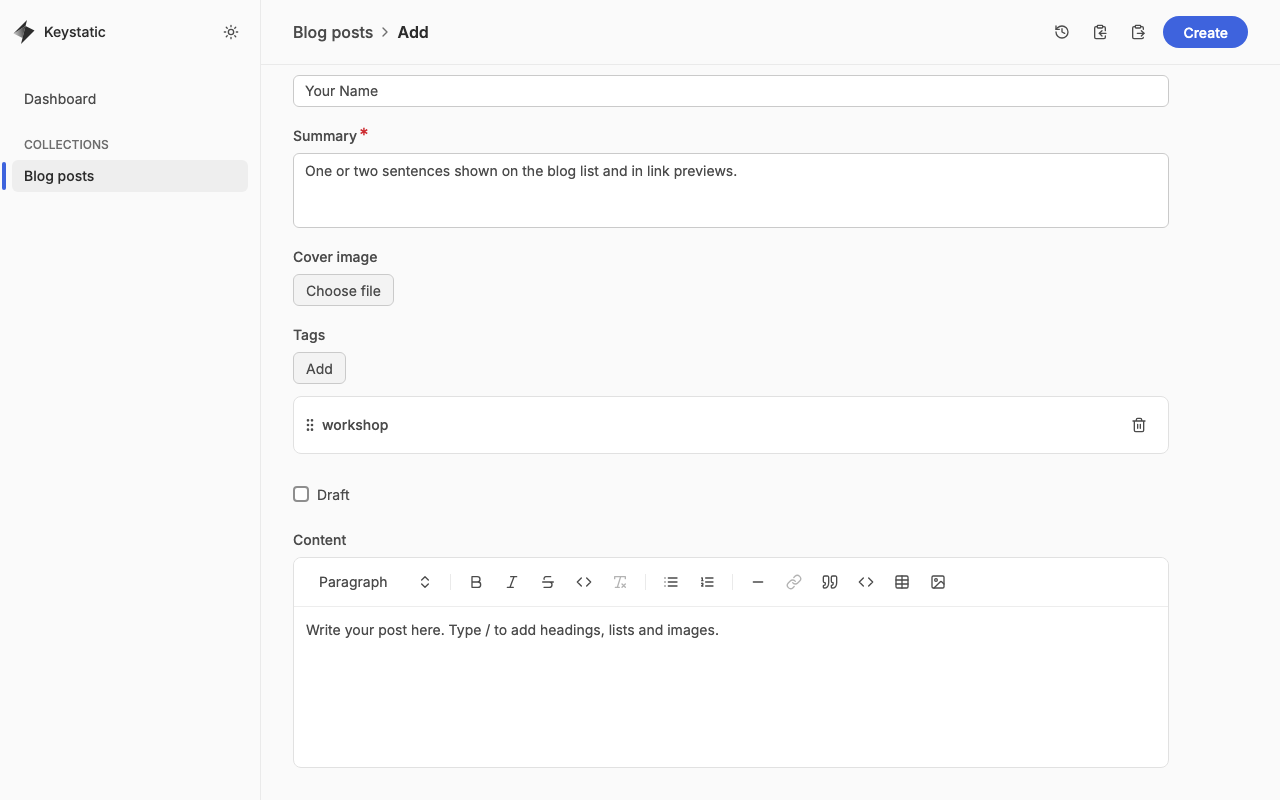 Keystatic
Dashboard
COLLECTIONS
Blog posts
Blog posts > Add
Create
Your Name
Summary *
One or two sentences shown on the blog list and in link previews.
Cover image
Choose file
Tags
Add
workshop
Draft
Content
Paragraph
Write your post here. Type / to add headings, lists and images.